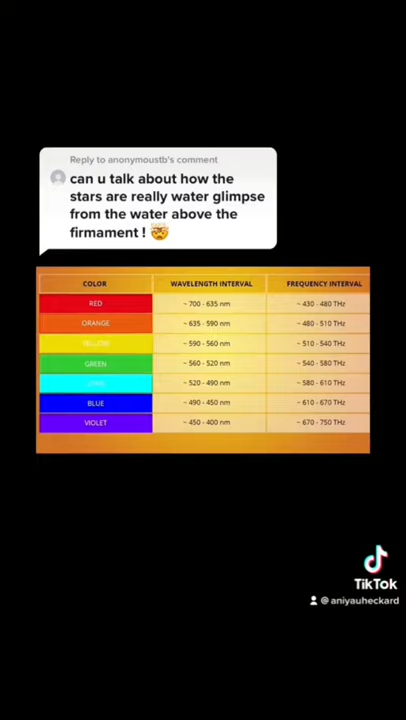 Reply to anonymoustb's comment
can u talk about how the
stars are really water glimpse
from the water above the
firmament ! 🤯
COLOR WAVELENGTH INTERVAL FREQUENCY INTERVAL
RED ~ 700 - 635 nm ~ 430 - 480 THz
ORANGE ~ 635 - 590 nm ~ 480 - 510 THz
YELLOW ~ 590 - 560 nm ~ 510 - 540 THz
GREEN ~ 560 - 520 nm ~ 540 - 580 THz
~ 520 - 490 nm ~ 580 - 610 THz
BLUE ~ 490 - 450 nm ~ 610 - 670 THz
VIOLET ~ 450 - 400 nm ~ 670 - 750 THz
TikTok
@aniyauheckard